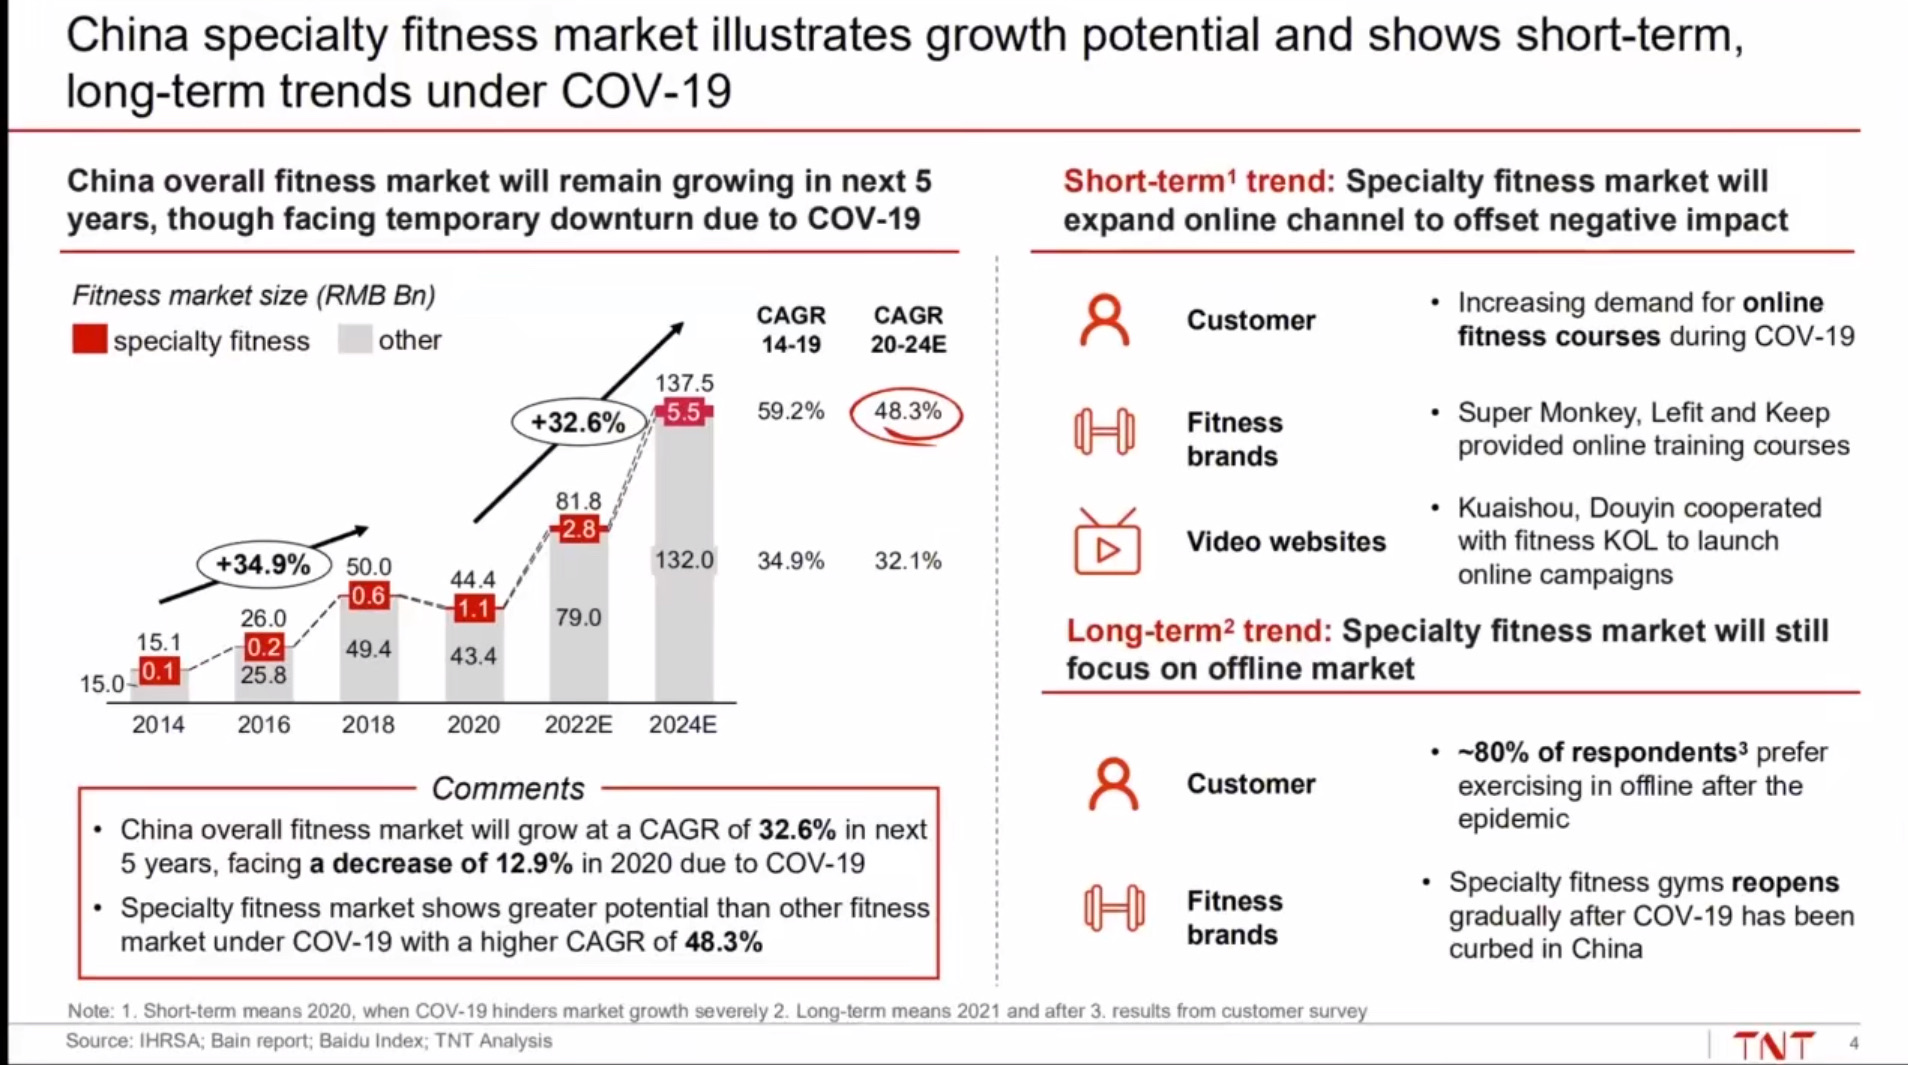 China specialty fitness market illustrates growth potential and shows short-term,
long-term trends under COV-19
China overall fitness market will remain growing in next 5
years, though facing temporary downturn due to COV-19
Fitness market size (RMB Bn)
specialty fitness
other
CAGR
14-19
CAGR
20-24E
+34.9%
+32.6%
15.1
0.1
15.0
26.0
0.2
25.8
50.0
0.6
49.4
44.4
1.1
43.4
81.8
2.8
79.0
137.5
5.5
132.0
59.2%
48.3%
34.9%
32.1%
2014
2016
2018
2020
2022E
2024E
Comments
• China overall fitness market will grow at a CAGR of 32.6% in next
5 years, facing a decrease of 12.9% in 2020 due to COV-19
• Specialty fitness market shows greater potential than other fitness
market under COV-19 with a higher CAGR of 48.3%
Short-term¹ trend: Specialty fitness market will
expand online channel to offset negative impact
Customer
• Increasing demand for online
fitness courses during COV-19
Fitness
brands
• Super Monkey, Lefit and Keep
provided online training courses
Video websites
• Kuaishou, Douyin cooperated
with fitness KOL to launch
online campaigns
Long-term² trend: Specialty fitness market will still
focus on offline market
Customer
• ~80% of respondents³ prefer
exercising in offline after the
epidemic
Fitness
brands
• Specialty fitness gyms reopens
gradually after COV-19 has been
curbed in China
Note: 1. Short-term means 2020, when COV-19 hinders market growth severely 2. Long-term means 2021 and after 3. results from customer survey
Source: IHRSA; Bain report; Baidu Index; TNT Analysis
TNT
4